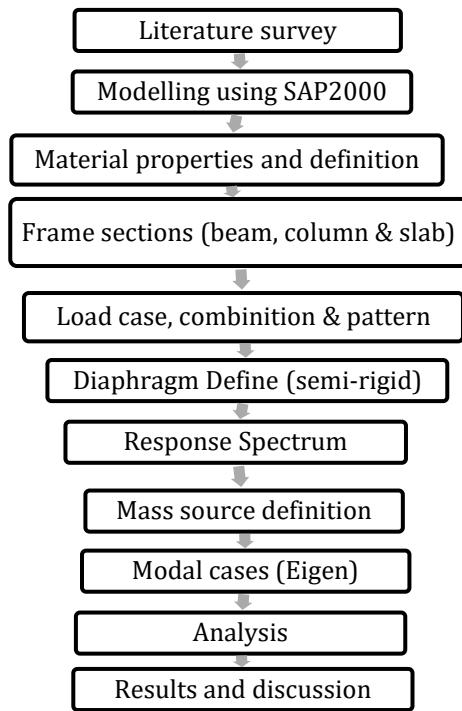 Literature survey
Modelling using SAP2000
Material properties and definition
Frame sections (beam, column & slab)
Load case, combinition & pattern
Diaphragm Define (semi-rigid)
Response Spectrum
Mass source definition
Modal cases (Eigen)
Analysis
Results and discussion